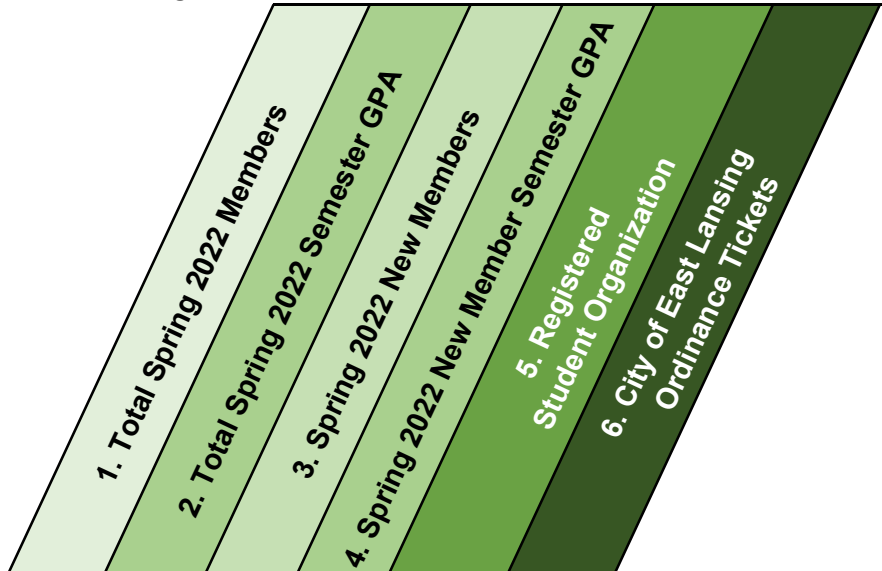 1. Total Spring 2022 Members
2. Total Spring 2022 Semester GPA
3. Spring 2022 New Members
4. Spring 2022 New Member Semester GPA
5. Registered
Student Organization
6. City of East Lansing
Ordinance Tickets